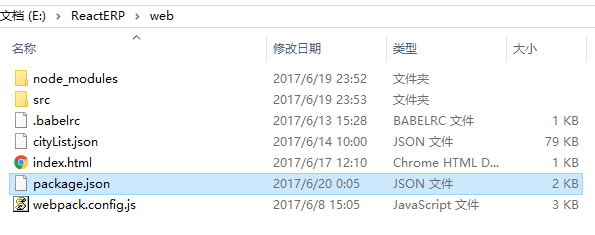 文档 (E:) › ReactERP › web
名称 修改日期 类型 大小
node_modules 2017/6/19 23:52 文件夹
src 2017/6/19 23:53 文件夹
.babelrc 2017/6/13 15:28 BABELRC 文件 1 KB
cityList.json 2017/6/14 10:00 JSON 文件 79 KB
index.html 2017/6/17 12:10 Chrome HTML D... 1 KB
package.json 2017/6/20 0:05 JSON 文件 2 KB
webpack.config.js 2017/6/8 15:05 JavaScript 文件 3 KB